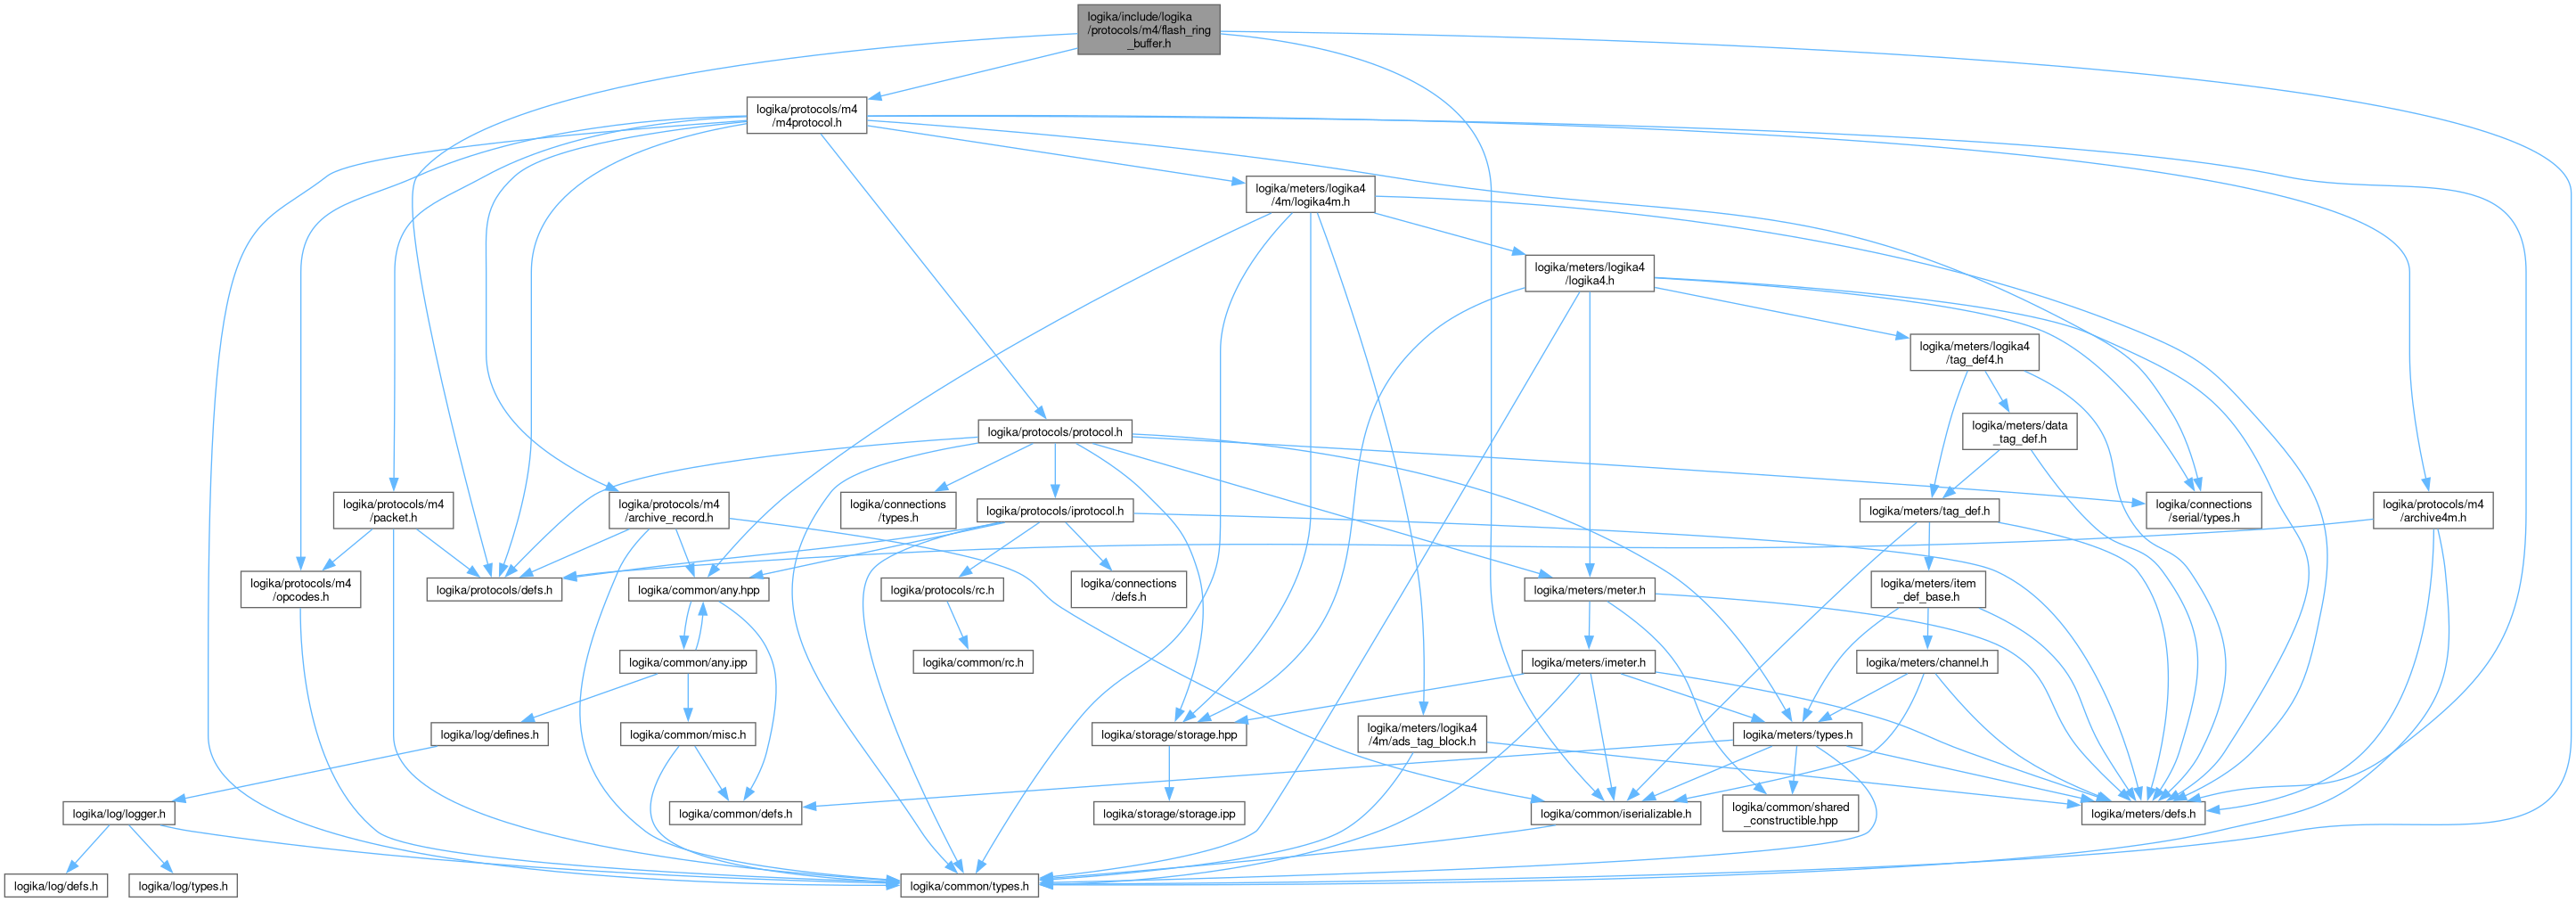 logika/include/logika
/protocols/m4/flash_ring
_buffer.h
logika/protocols/m4
/m4protocol.h
logika/meters/logika4
/4m/logika4m.h
logika/meters/logika4
/logika4.h
logika/meters/logika4
/tag_def4.h
logika/protocols/protocol.h
logika/meters/data
_tag_def.h
logika/protocols/m4
/packet.h
logika/protocols/m4
/archive_record.h
logika/connections
/types.h
logika/protocols/iprotocol.h
logika/meters/tag_def.h
logika/connections
/serial/types.h
logika/protocols/m4
/archive4m.h
logika/protocols/m4
/opcodes.h
logika/protocols/defs.h
logika/common/any.hpp
logika/protocols/rc.h
logika/connections
/defs.h
logika/meters/meter.h
logika/meters/item
_def_base.h
logika/common/any.ipp
logika/common/rc.h
logika/meters/imeter.h
logika/meters/channel.h
logika/log/defines.h
logika/common/misc.h
logika/storage/storage.hpp
logika/meters/logika4
/4m/ads_tag_block.h
logika/meters/types.h
logika/log/logger.h
logika/common/defs.h
logika/storage/storage.ipp
logika/common/iserializable.h
logika/common/shared
_constructible.hpp
logika/meters/defs.h
logika/log/defs.h
logika/log/types.h
logika/common/types.h